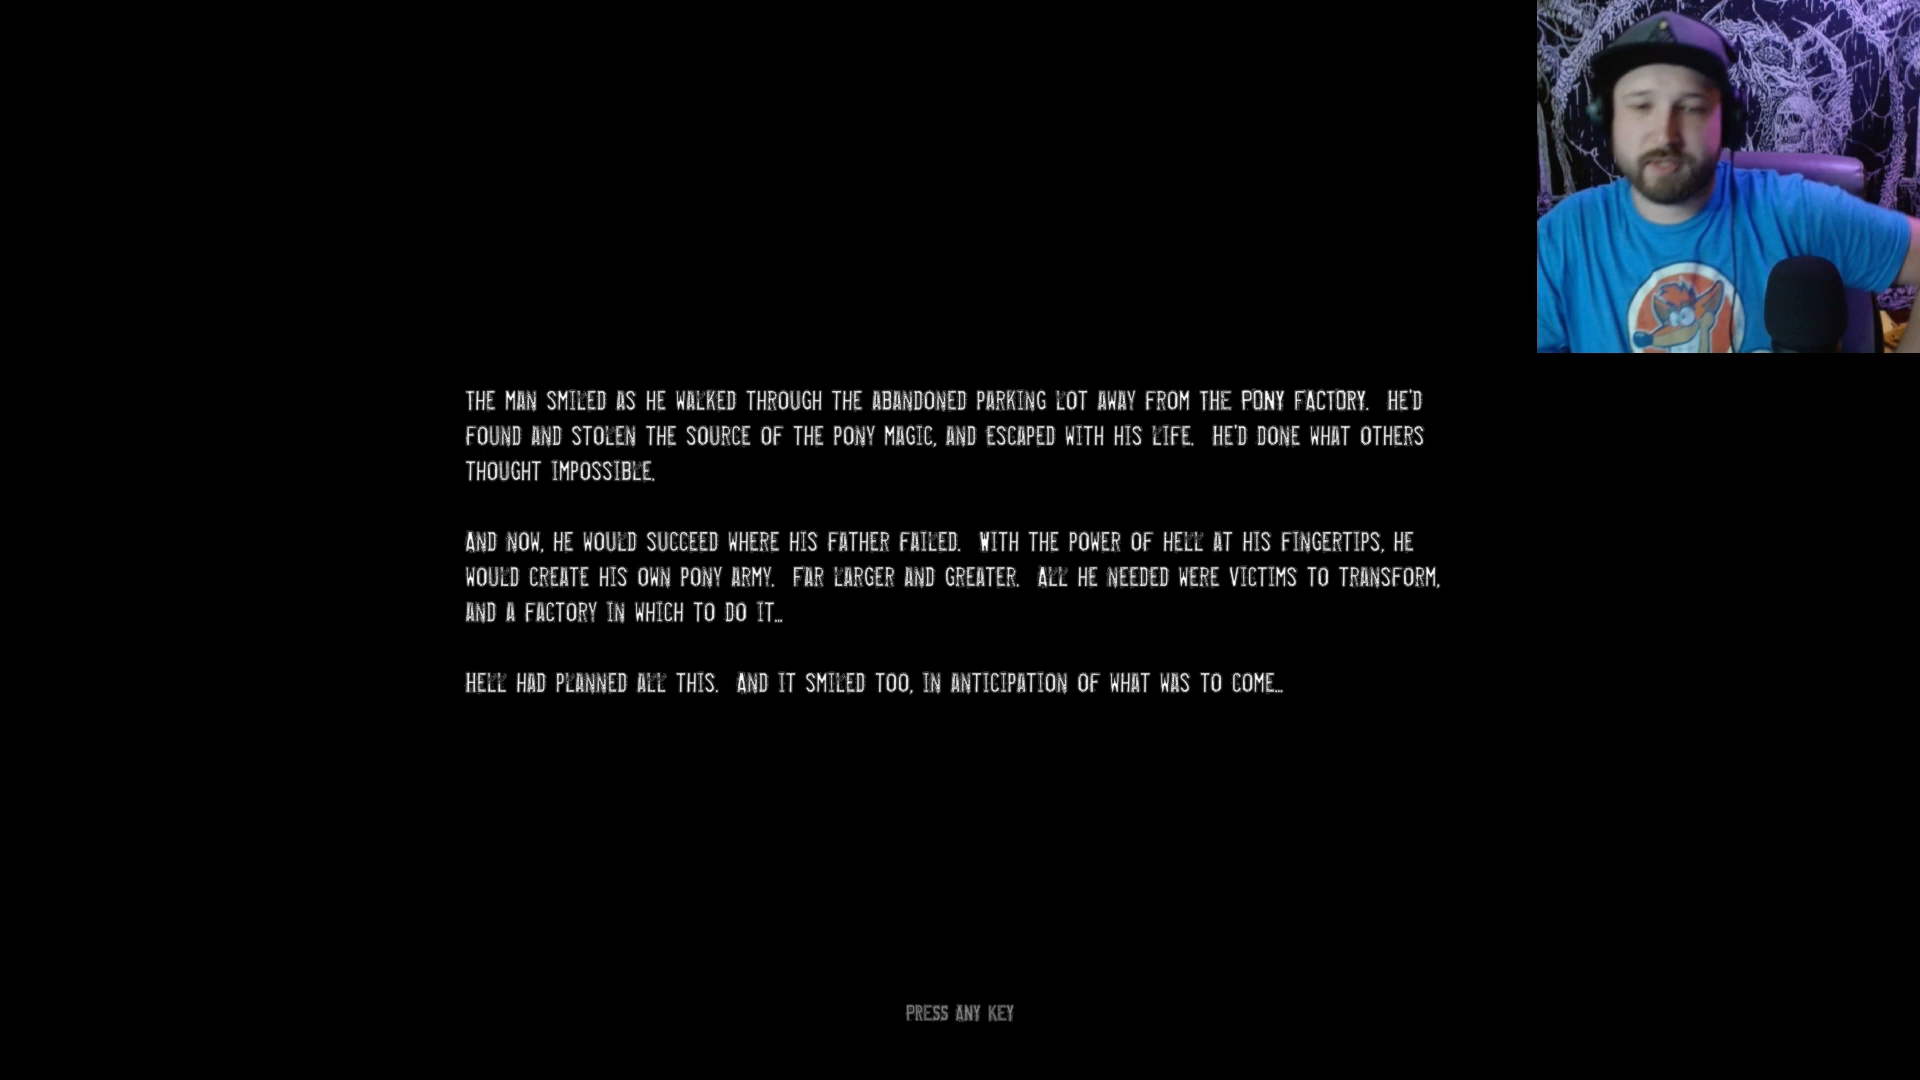 THE MAN SMILED AS HE WALKED THROUGH THE ABANDONED PARKING LOT AWAY FROM THE PONY FACTORY. HE'D
FOUND AND STOLEN THE SOURCE OF THE PONY MAGIC, AND ESCAPED WITH HIS LIFE. HE'D DONE WHAT OTHERS
THOUGHT IMPOSSIBLE.
AND NOW, HE WOULD SUCCEED WHERE HIS FATHER FAILED. WITH THE POWER OF HELL AT HIS FINGERTIPS, HE
WOULD CREATE HIS OWN PONY ARMY. FAR LARGER AND GREATER. ALL HE NEEDED WERE VICTIMS TO TRANSFORM,
AND A FACTORY IN WHICH TO DO IT...
HELL HAD PLANNED ALL THIS. AND IT SMILED TOO, IN ANTICIPATION OF WHAT WAS TO COME...
PRESS ANY KEY